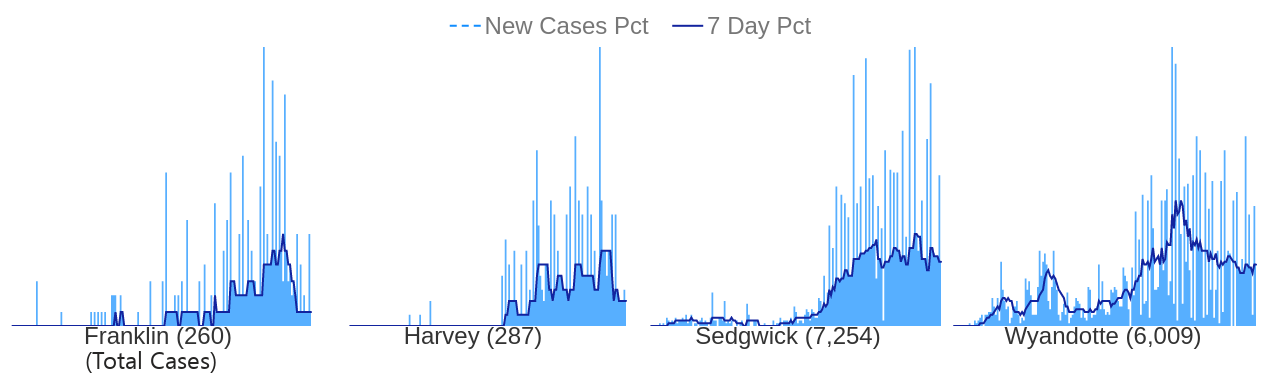 New Cases Pct 7 Day Pct
Franklin (260) Harvey (287) Sedgwick (7,254) Wyandotte (6,009)
(Total Cases)